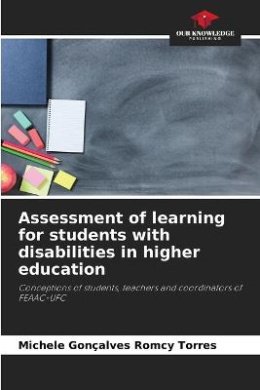 OUR KNOWLEDGE
PUBLISHING
Assessment of learning
for students with
disabilities in higher
education
Conceptions of students, teachers and coordinators of
FEAAC-UFC
Michele Gonçalves Romcy Torres